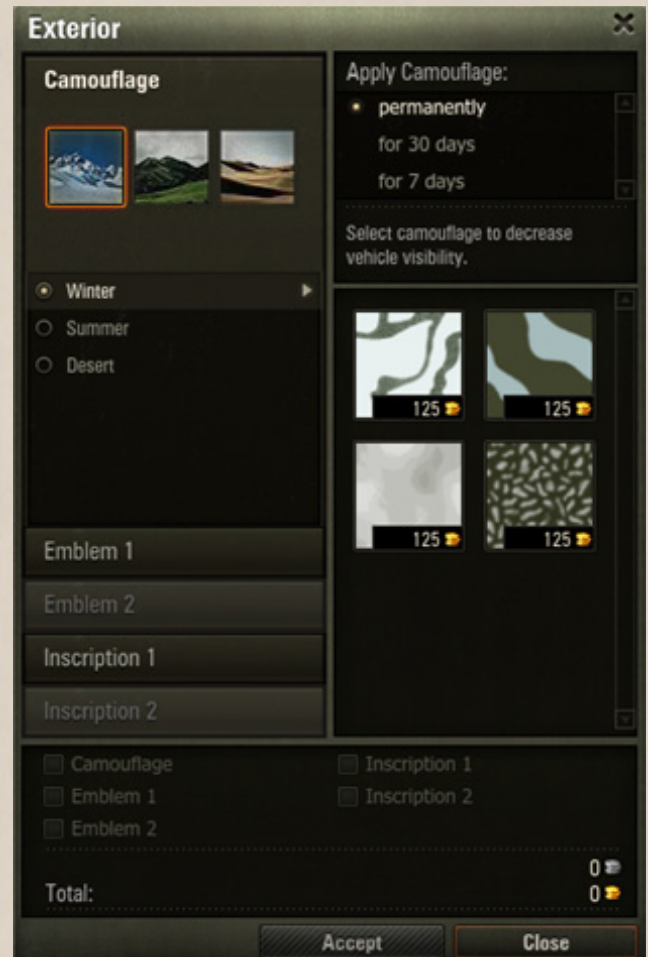 Exterior
Camouflage
Winter
Summer
Desert
Emblem 1
Emblem 2
Inscription 1
Inscription 2
Apply Camouflage:
permanently
for 30 days
for 7 days
Select camouflage to decrease
vehicle visibility.
125
125
125
125
Camouflage
Inscription 1
Emblem 1
Inscription 2
Emblem 2
0
Total:
0
Accept
Close